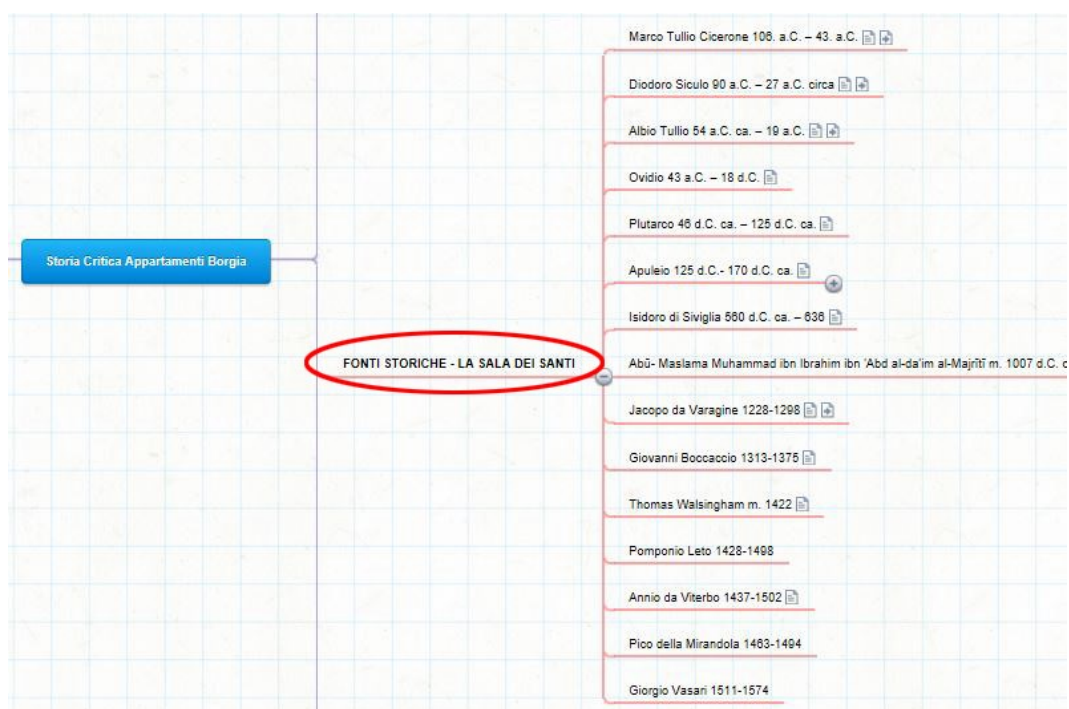 Marco Tullio Cicerone 106. a.C. – 43. a.C.
Diodoro Siculo 90 a.C. – 27 a.C. circa
Albio Tullio 54 a.C. ca. – 19 a.C.
Ovidio 43 a.C. – 18 d.C.
Plutarco 46 d.C. ca. – 125 d.C. ca.
Storia Critica Appartamenti Borgia
Apuleio 125 d.C.- 170 d.C. ca.
Isidoro di Siviglia 560 d.C. ca. – 636
FONTI STORICHE - LA SALA DEI SANTI
Abū- Maslama Muhammad ibn Ibrahim ibn 'Abd al-da'im al-Majrītī m. 1007 d.C. c
Jacopo da Varagine 1228-1298
Giovanni Boccaccio 1313-1375
Thomas Walsingham m. 1422
Pomponio Leto 1428-1498
Annio da Viterbo 1437-1502
Pico della Mirandola 1463-1494
Giorgio Vasari 1511-1574